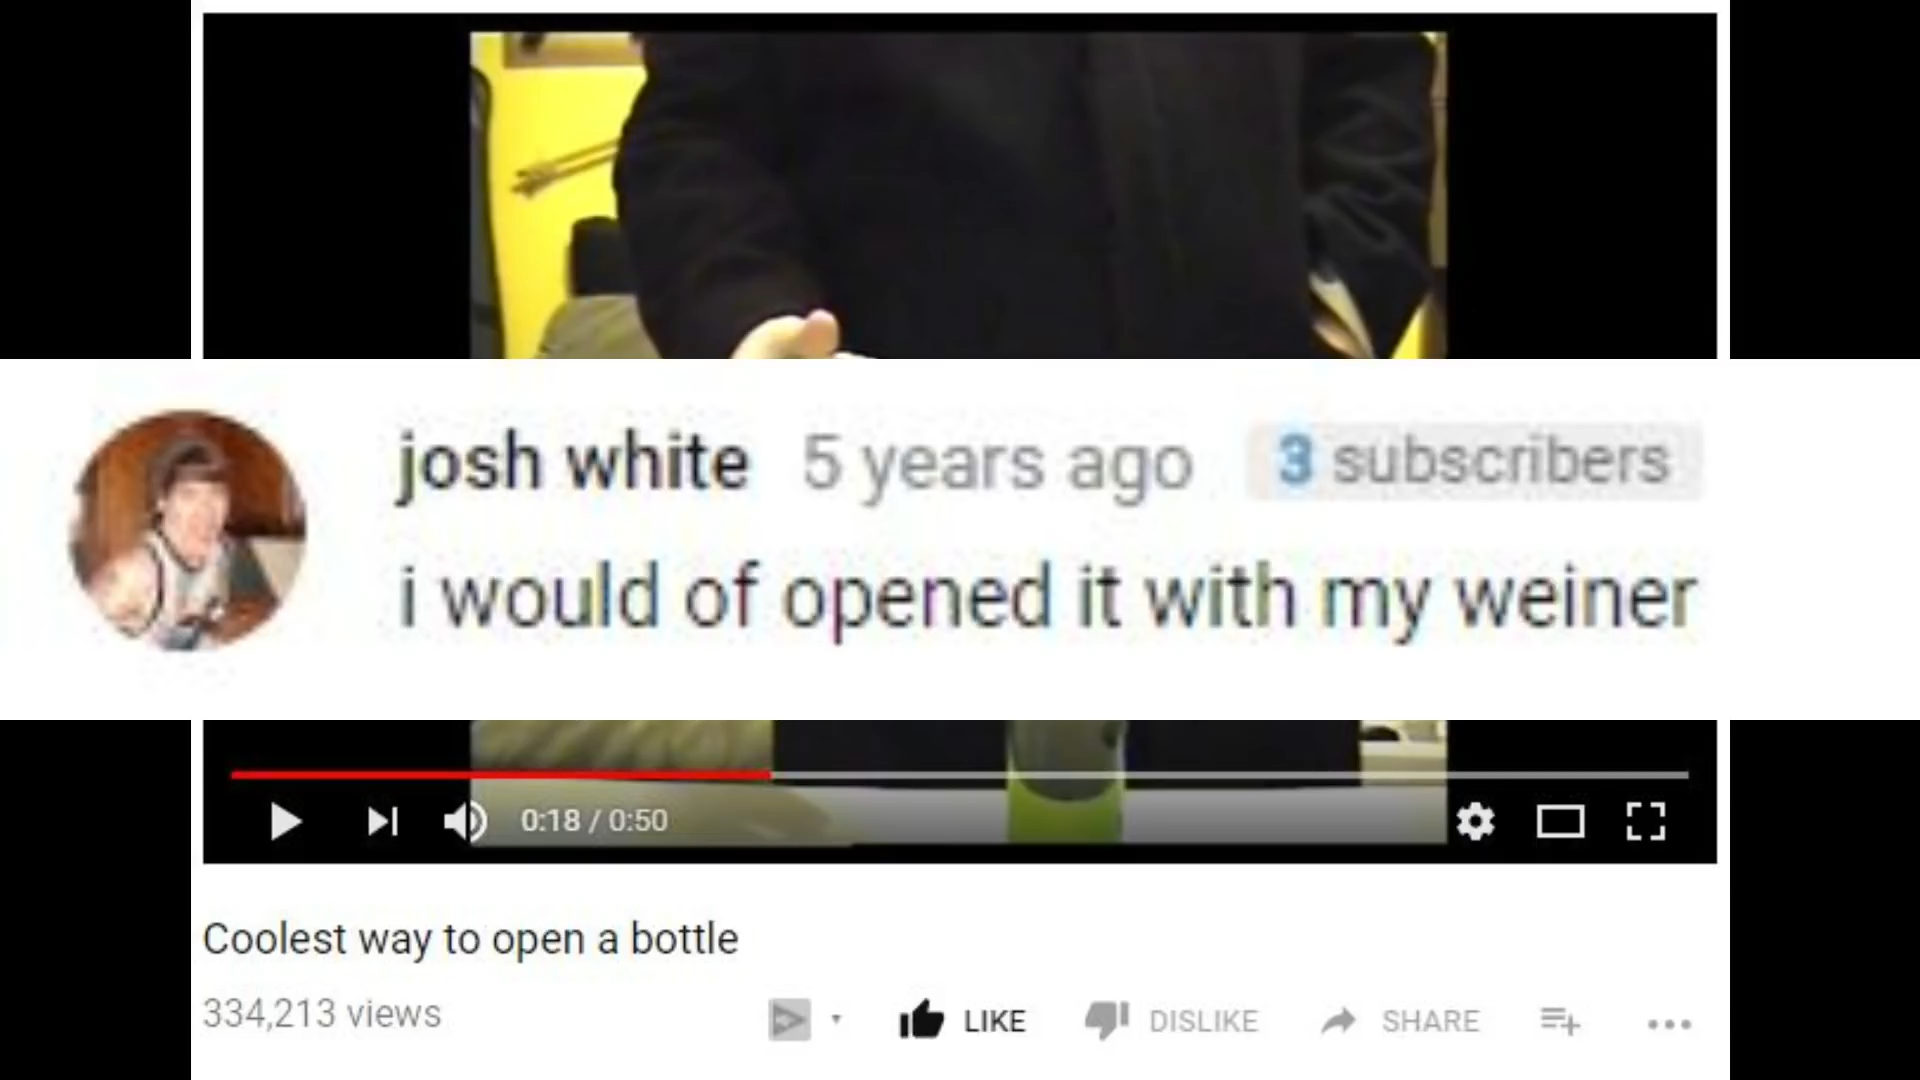 josh white 5 years ago 3 subscribers
i would of opened it with my weiner
0:18 / 0:50
Coolest way to open a bottle
334,213 views LIKE DISLIKE SHARE